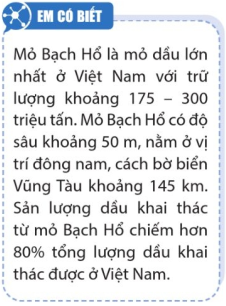 EM CÓ BIẾT
Mỏ Bạch Hổ là mỏ dầu lớn
nhất ở Việt Nam với trữ
lượng khoảng 175 – 300
triệu tấn. Mỏ Bạch Hổ có độ
sâu khoảng 50 m, nằm ở vị
trí đông nam, cách bờ biển
Vũng Tàu khoảng 145 km.
Sản lượng dầu khai thác
từ mỏ Bạch Hổ chiếm hơn
80% tổng lượng dầu khai
thác được ở Việt Nam.